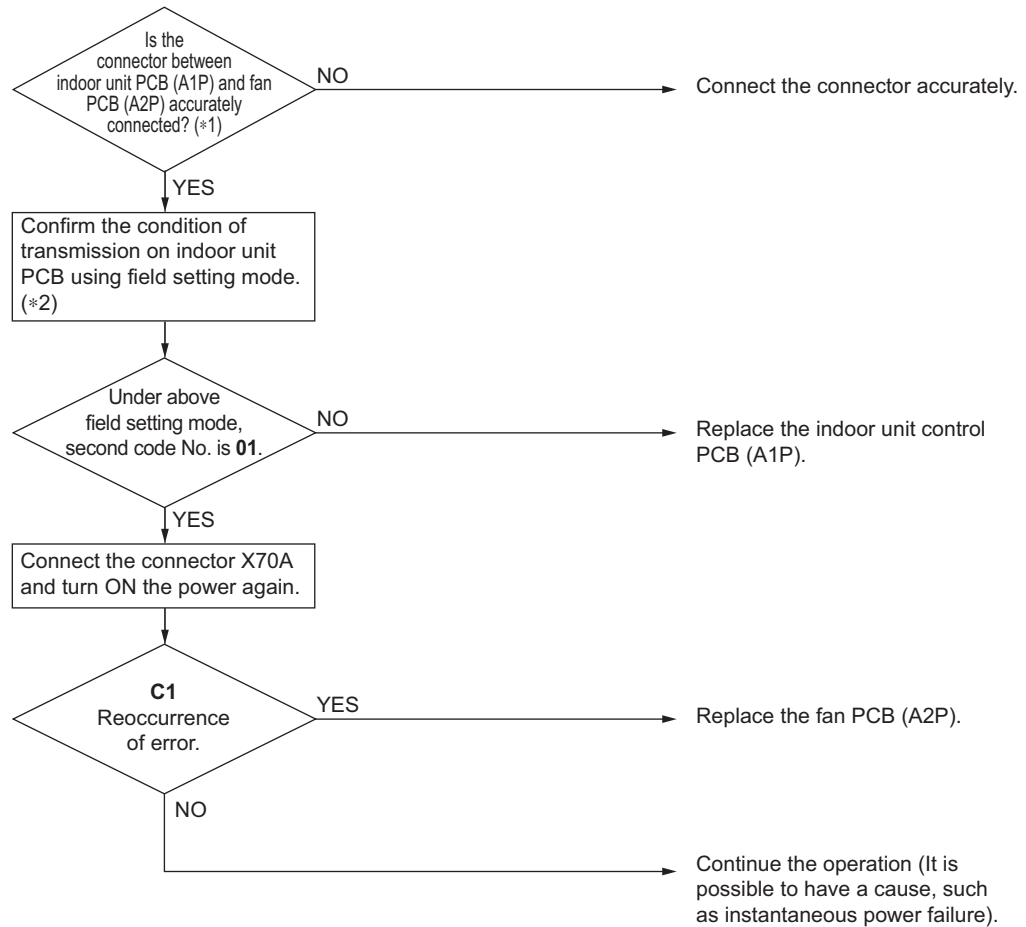 Is the
connector between
indoor unit PCB (A1P) and fan
PCB (A2P) accurately
connected? (*1)
NO
Connect the connector accurately.
YES
Confirm the condition of
transmission on indoor unit
PCB using field setting mode.
(*2)
Under above
field setting mode,
second code No. is 01.
NO
Replace the indoor unit control
PCB (A1P).
YES
Connect the connector X70A
and turn ON the power again.
C1
Reoccurrence
of error.
YES
Replace the fan PCB (A2P).
NO
Continue the operation (It is
possible to have a cause, such
as instantaneous power failure).